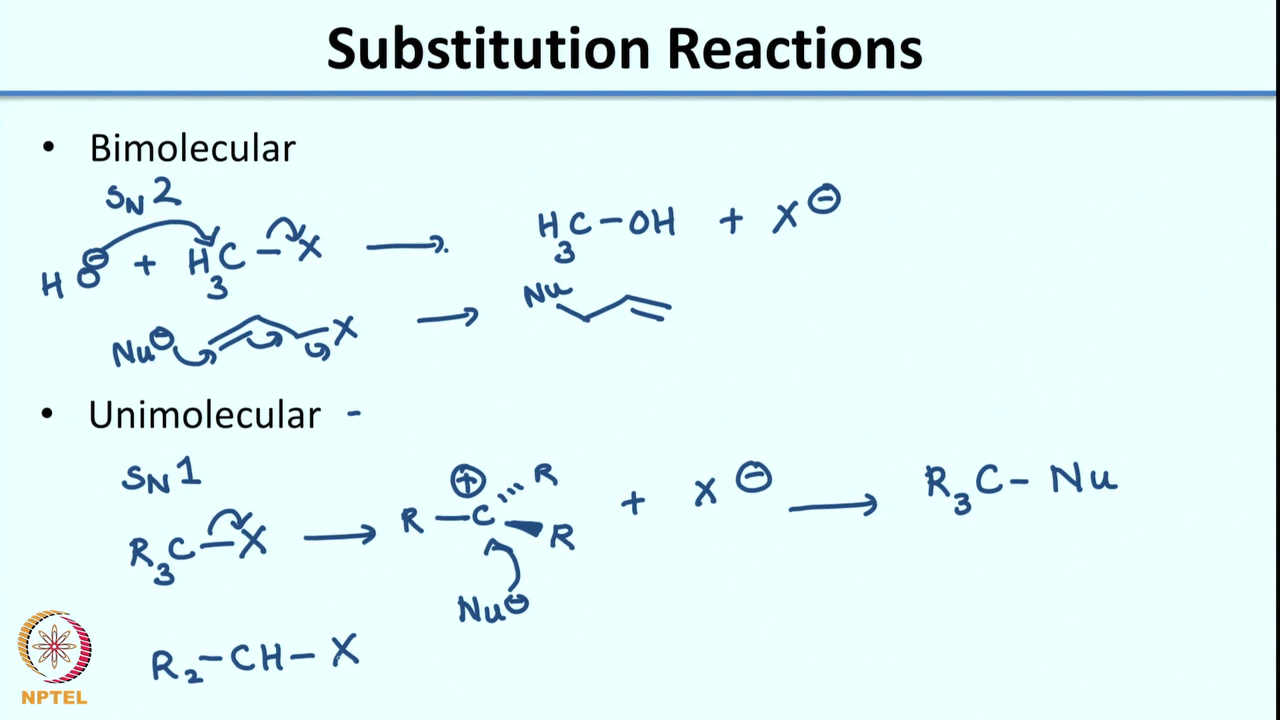 Substitution Reactions
• Bimolecular
SN2
HO⊖ + H3C–X → H3C–OH + X⊖
Nu⊖ X → Nu
• Unimolecular -
SN1
R3C–X → R–C⊕ R R + X⊖ → R3C–Nu
Nu⊖
R2–CH–X
NPTEL